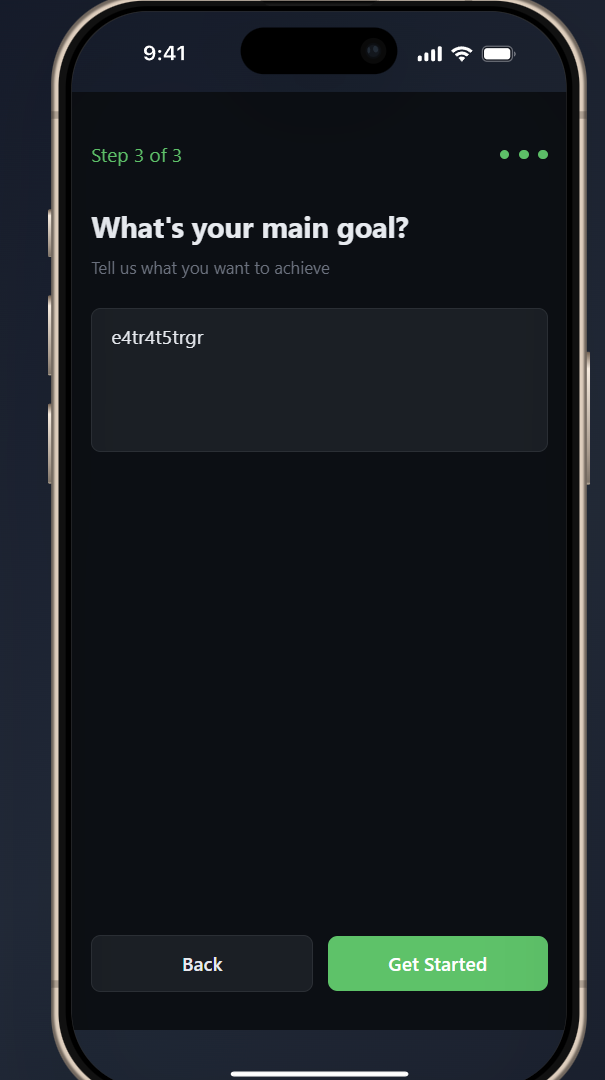 9:41
Step 3 of 3
What's your main goal?
Tell us what you want to achieve
e4tr4t5trgr
Back
Get Started